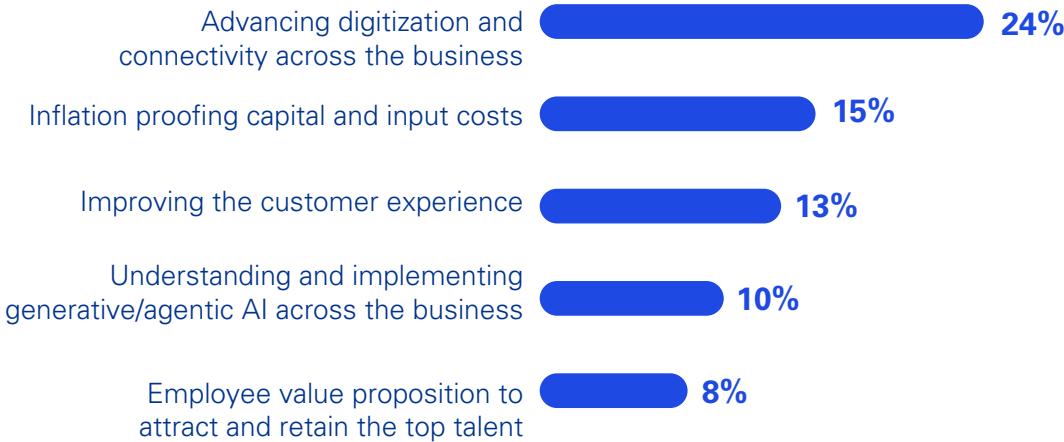 Advancing digitization and
connectivity across the business
24%
Inflation proofing capital and input costs
15%
Improving the customer experience
13%
Understanding and implementing
generative/agentic AI across the business
10%
Employee value proposition to
attract and retain the top talent
8%